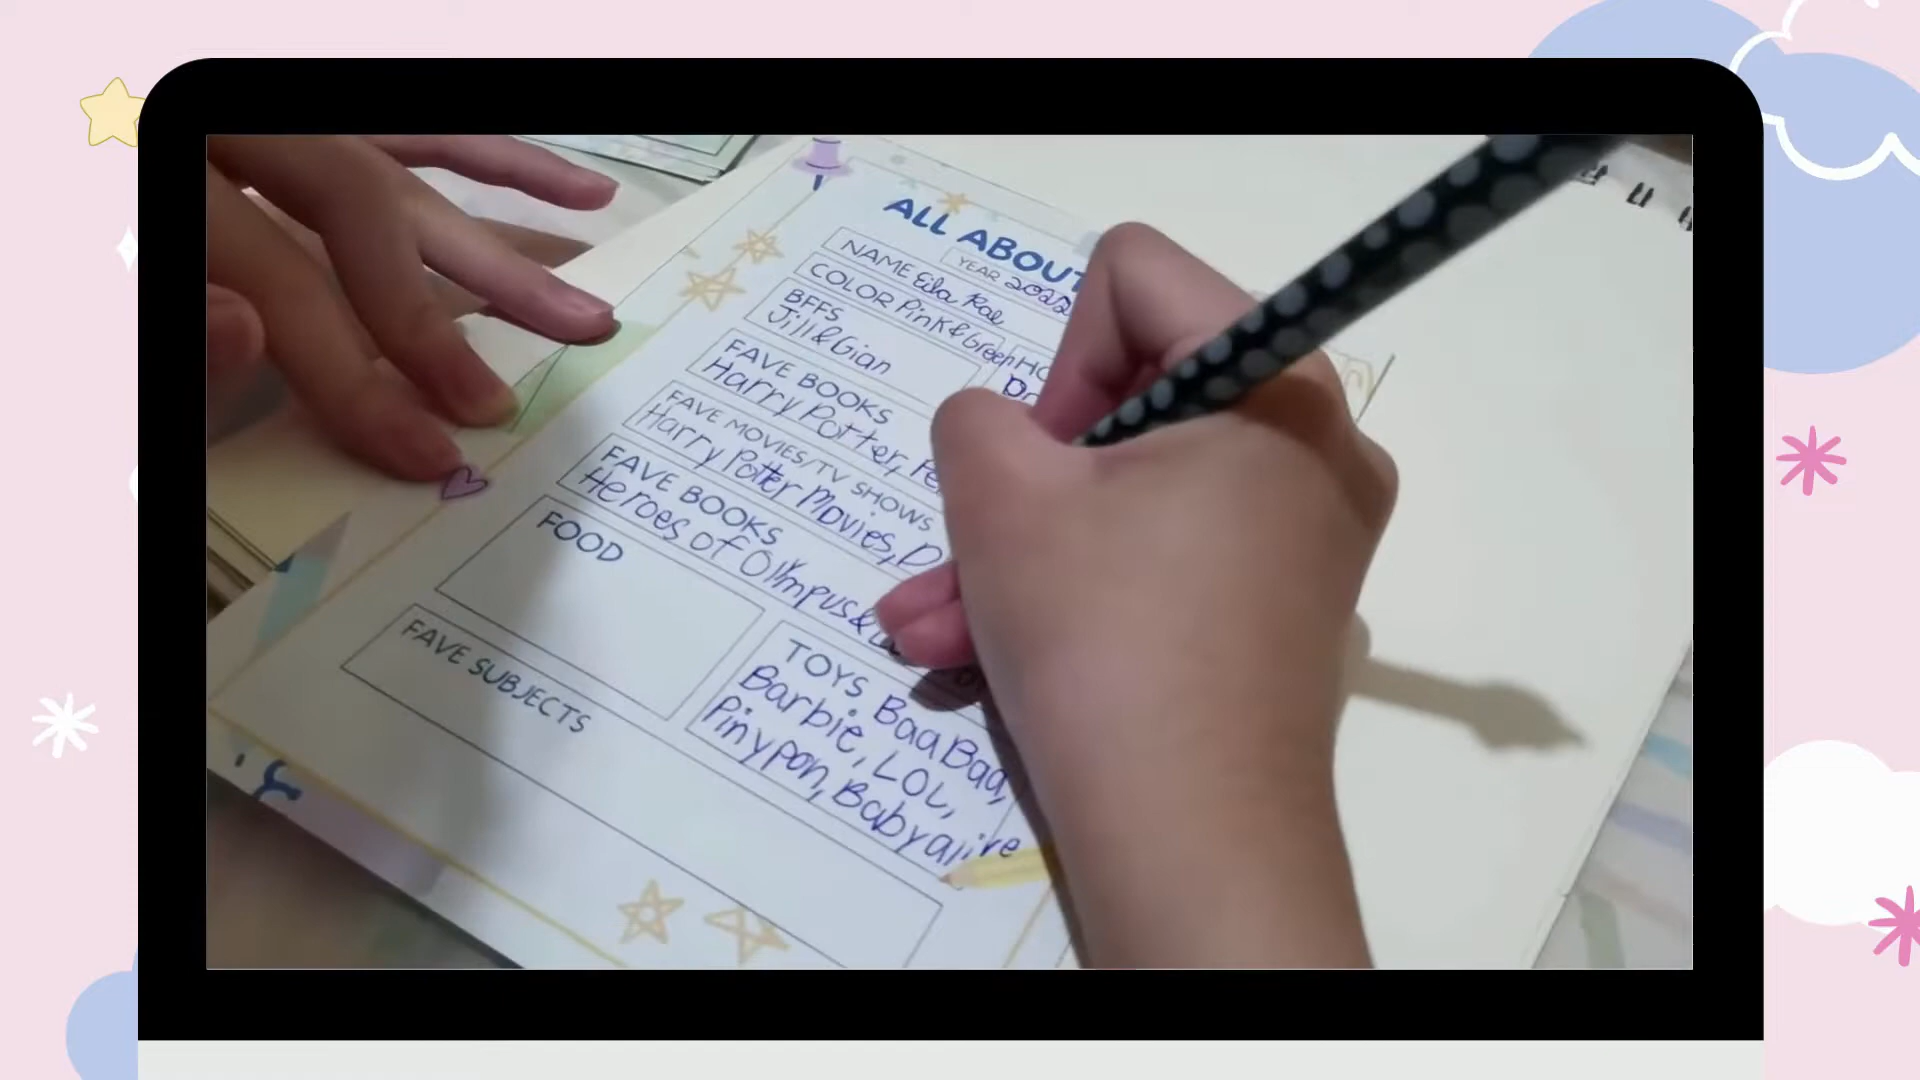 ALL ABOUT
YEAR 2022
NAME Eila Rae
COLOR Pink & Green
BFFS
Jill & Gian
FAVE BOOKS
Harry Potter,
FAVE MOVIES/TV SHOWS
Harry Potter Movies, D
FAVE BOOKS
Heroes of Olympus &
FOOD
TOYS, BaaBaa,
Barbie, LOL,
Pinypon, Babyalive
FAVE SUBJECTS